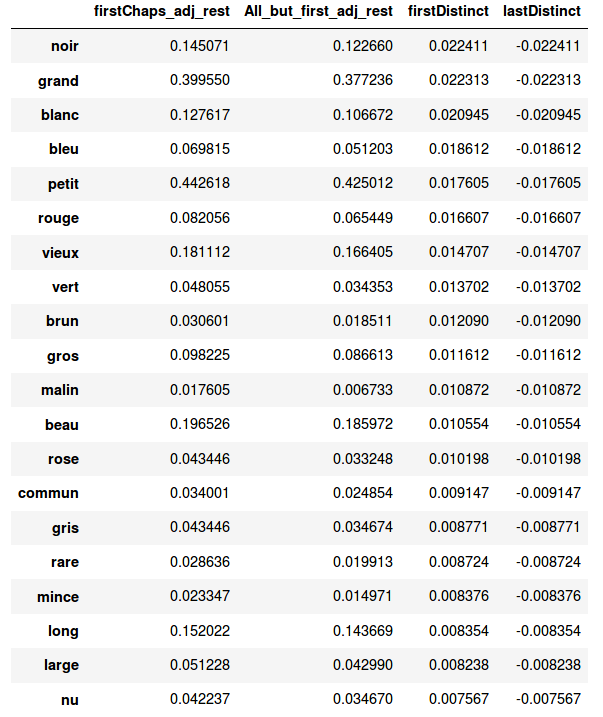 firstChaps_adj_rest All_but_first_adj_rest firstDistinct lastDistinct
noir 0.145071 0.122660 0.022411 -0.022411
grand 0.399550 0.377236 0.022313 -0.022313
blanc 0.127617 0.106672 0.020945 -0.020945
bleu 0.069815 0.051203 0.018612 -0.018612
petit 0.442618 0.425012 0.017605 -0.017605
rouge 0.082056 0.065449 0.016607 -0.016607
vieux 0.181112 0.166405 0.014707 -0.014707
vert 0.048055 0.034353 0.013702 -0.013702
brun 0.030601 0.018511 0.012090 -0.012090
gros 0.098225 0.086613 0.011612 -0.011612
malin 0.017605 0.006733 0.010872 -0.010872
beau 0.196526 0.185972 0.010554 -0.010554
rose 0.043446 0.033248 0.010198 -0.010198
commun 0.034001 0.024854 0.009147 -0.009147
gris 0.043446 0.034674 0.008771 -0.008771
rare 0.028636 0.019913 0.008724 -0.008724
mince 0.023347 0.014971 0.008376 -0.008376
long 0.152022 0.143669 0.008354 -0.008354
large 0.051228 0.042990 0.008238 -0.008238
nu 0.042237 0.034670 0.007567 -0.007567